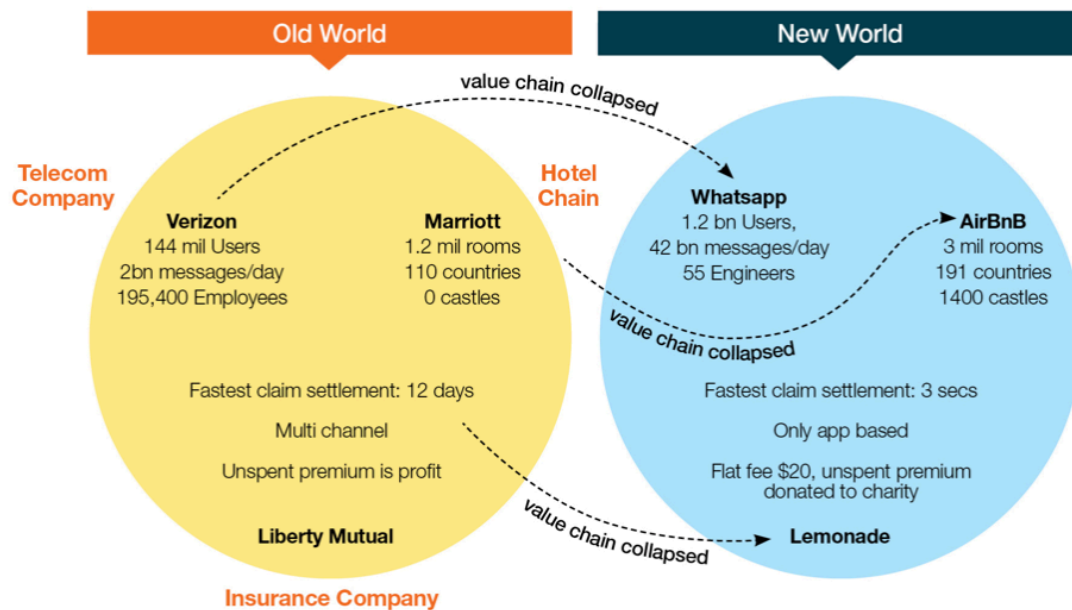 Old World
New World
value chain collapsed
Telecom
Company
Hotel
Chain
Verizon
144 mil Users
2bn messages/day
195,400 Employees
Marriott
1.2 mil rooms
110 countries
0 castles
Whatsapp
1.2 bn Users,
42 bn messages/day
55 Engineers
AirBnB
3 mil rooms
191 countries
1400 castles
value chain collapsed
Fastest claim settlement: 12 days
Multi channel
Unspent premium is profit
Liberty Mutual
Insurance Company
value chain collapsed
Fastest claim settlement: 3 secs
Only app based
Flat fee $20, unspent premium
donated to charity
Lemonade